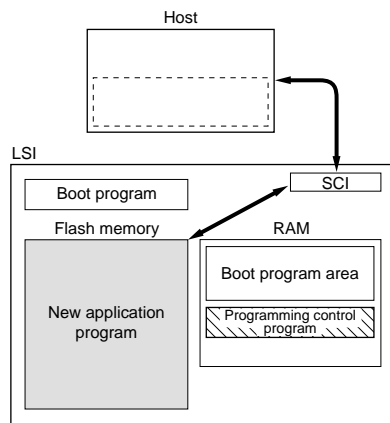 Host
LSI
SCI
Boot program
Flash memory
RAM
New application
program
Boot program area
Programming control
program